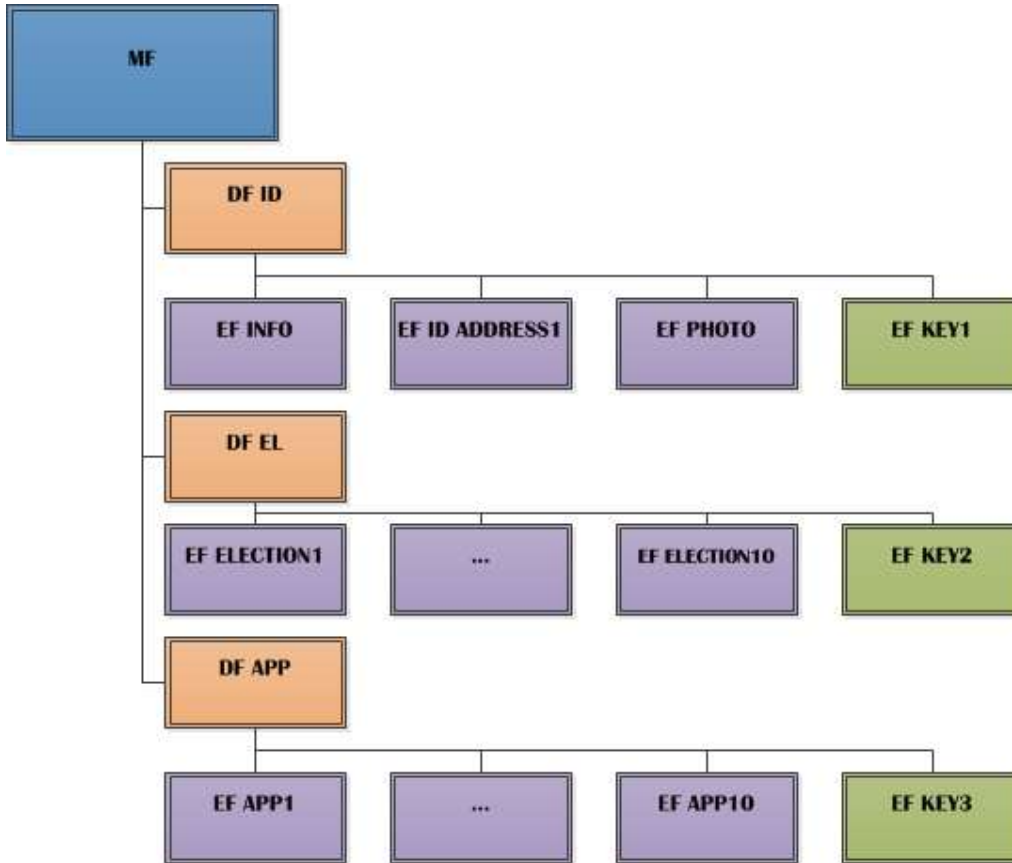 MF
DF ID
EF INFO
EF ID ADDRESS1
EF PHOTO
EF KEY1
DF EL
EF ELECTION1
...
EF ELECTION10
EF KEY2
DF APP
EF APP1
...
EF APP10
EF KEY3